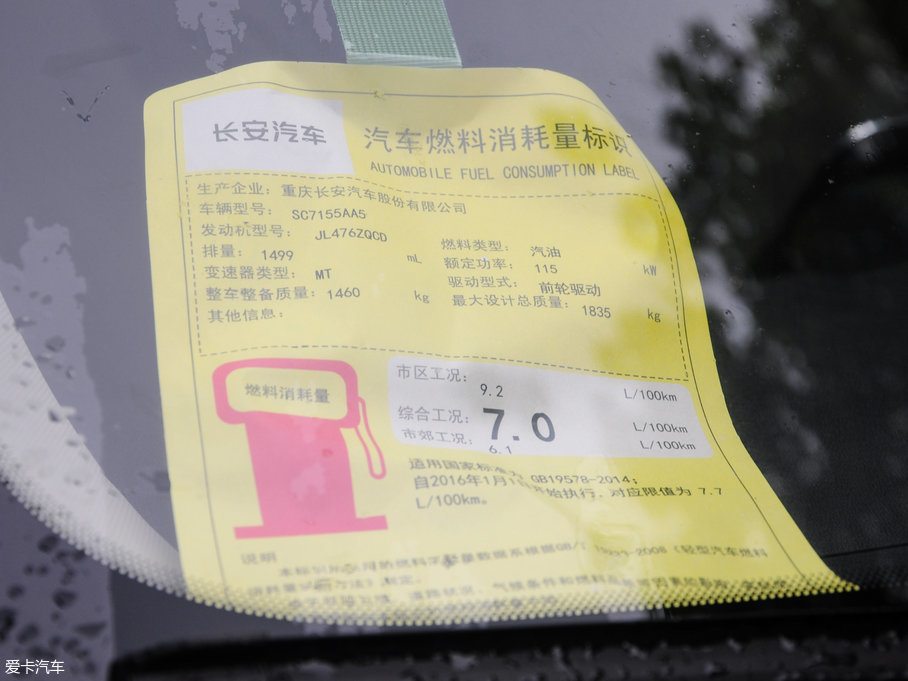 长安汽车
汽车燃料消耗量标识
AUTOMOBILE FUEL CONSUMPTION LABEL
生产企业：重庆长安汽车股份有限公司
车辆型号： SC7155AA5
发动机型号： JL476ZQCD
排量： 1499 mL
燃料类型： 汽油
变速器类型： MT
额定功率： 115 kW
整车整备质量：1460 kg
驱动型式： 前轮驱动
最大设计总质量：1835 kg
其他信息：
燃料消耗量
市区工况： 9.2 L/100km
综合工况： 7.0 L/100km
市郊工况： 6.1 L/100km
适用国家标准 GB19578-2014；
自2016年1月1 开始执行，对应限值为 7.7
L/100km。
说明
爱卡汽车